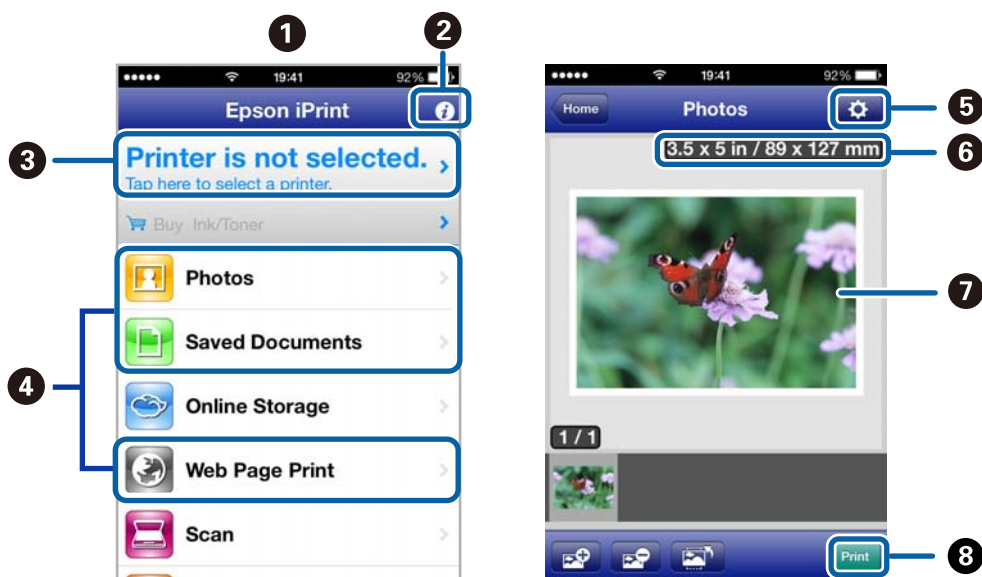 1
2
19:41
92%
Epson iPrint
i
3
Printer is not selected.
Tap here to select a printer.
Buy Ink/Toner
Photos
Saved Documents
4
Online Storage
Web Page Print
Scan
19:41
92%
Home
Photos
5
3.5 x 5 in / 89 x 127 mm
6
7
1 / 1
Print
8